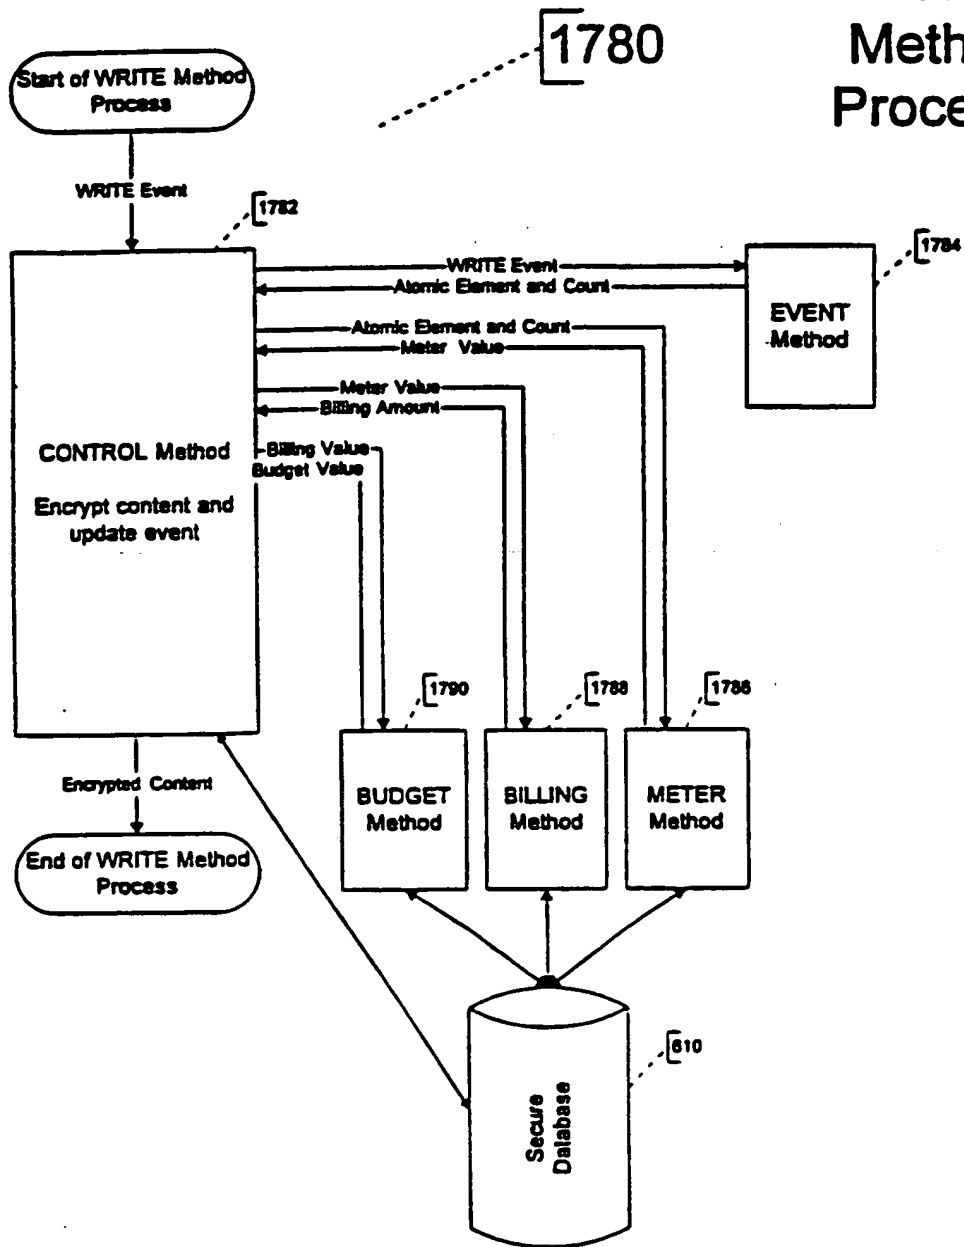 1780
Meth
Proce
Start of WRITE Method
Process
WRITE Event
1782
1784
WRITE Event
Atomic Element and Count
EVENT
Method
Atomic Element and Count
Meter Value
Meter Value
Billing Amount
CONTROL Method
Billing Value
Budget Value
Encrypt content and
update event
1790
1788
1786
Encrypted Content
BUDGET
Method
BILLING
Method
METER
Method
End of WRITE Method
Process
610
Secure
Database